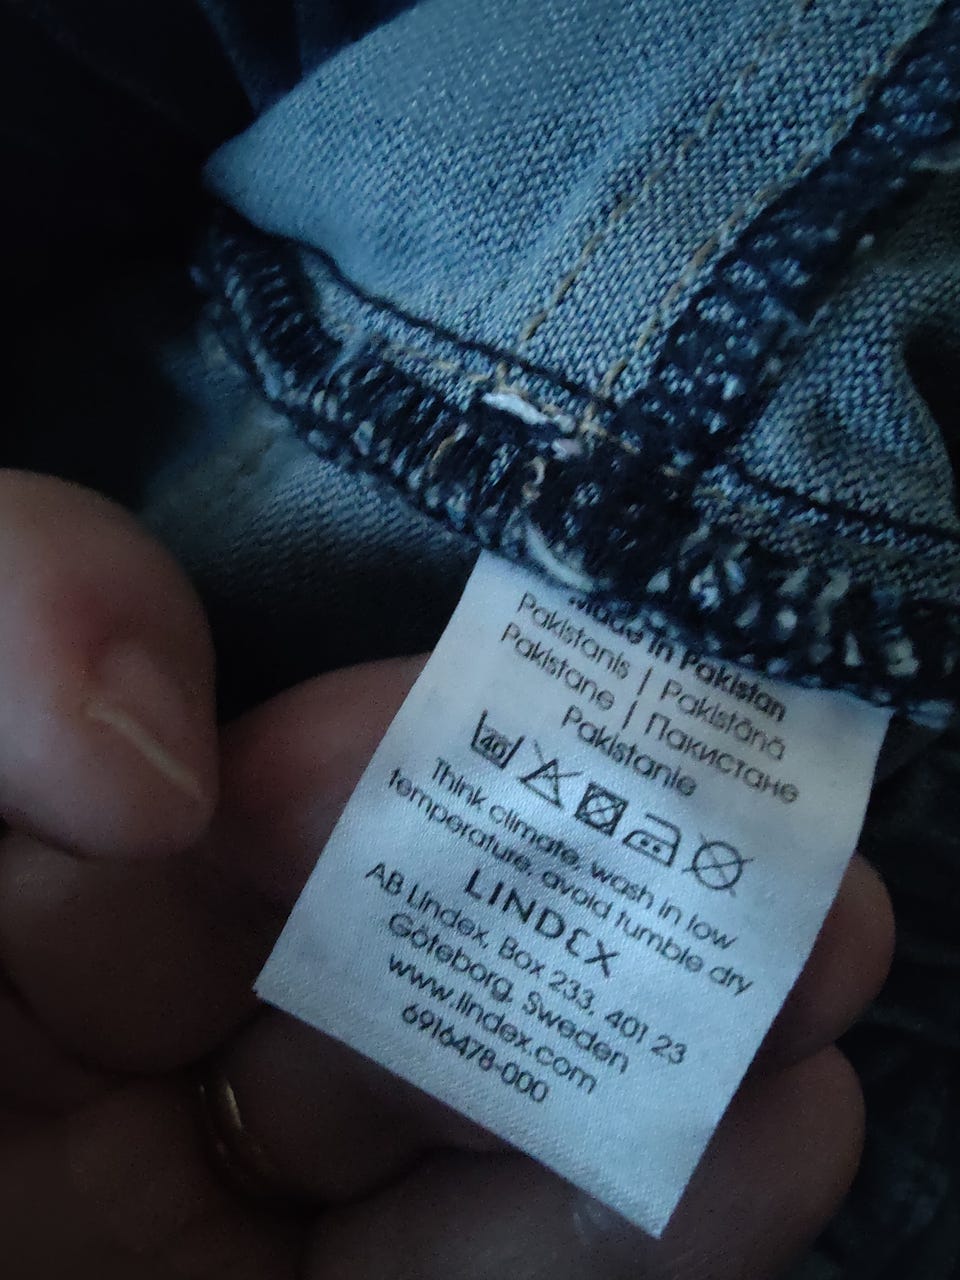 Made in Pakistan
Pakistanis | Pakistānā
Pakistane | Пакистане
Pakistanie
40
Think climate, wash in low
temperature, avoid tumble dry
LINDEX
AB Lindex, Box 233, 401 23
Göteborg, Sweden
www.lindex.com
6916478-000